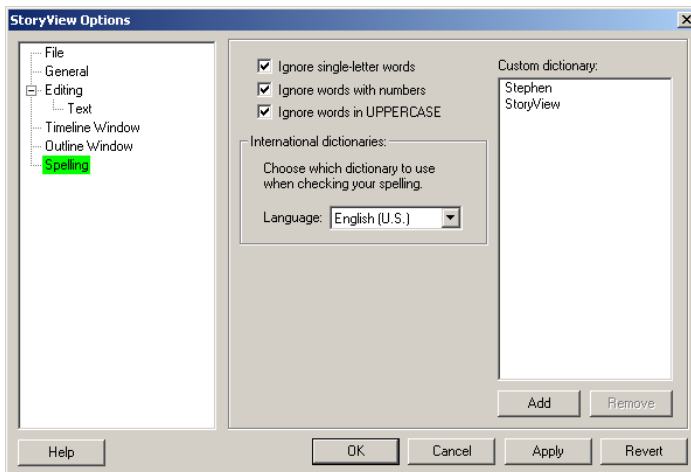 StoryView Options
File
General
Editing
Text
Timeline Window
Outline Window
Spelling
Ignore single-letter words
Ignore words with numbers
Ignore words in UPPERCASE
International dictionaries:
Choose which dictionary to use
when checking your spelling.
Language: English (U.S.)
Custom dictionary:
Stephen
StoryView
Add Remove
Help OK Cancel Apply Revert